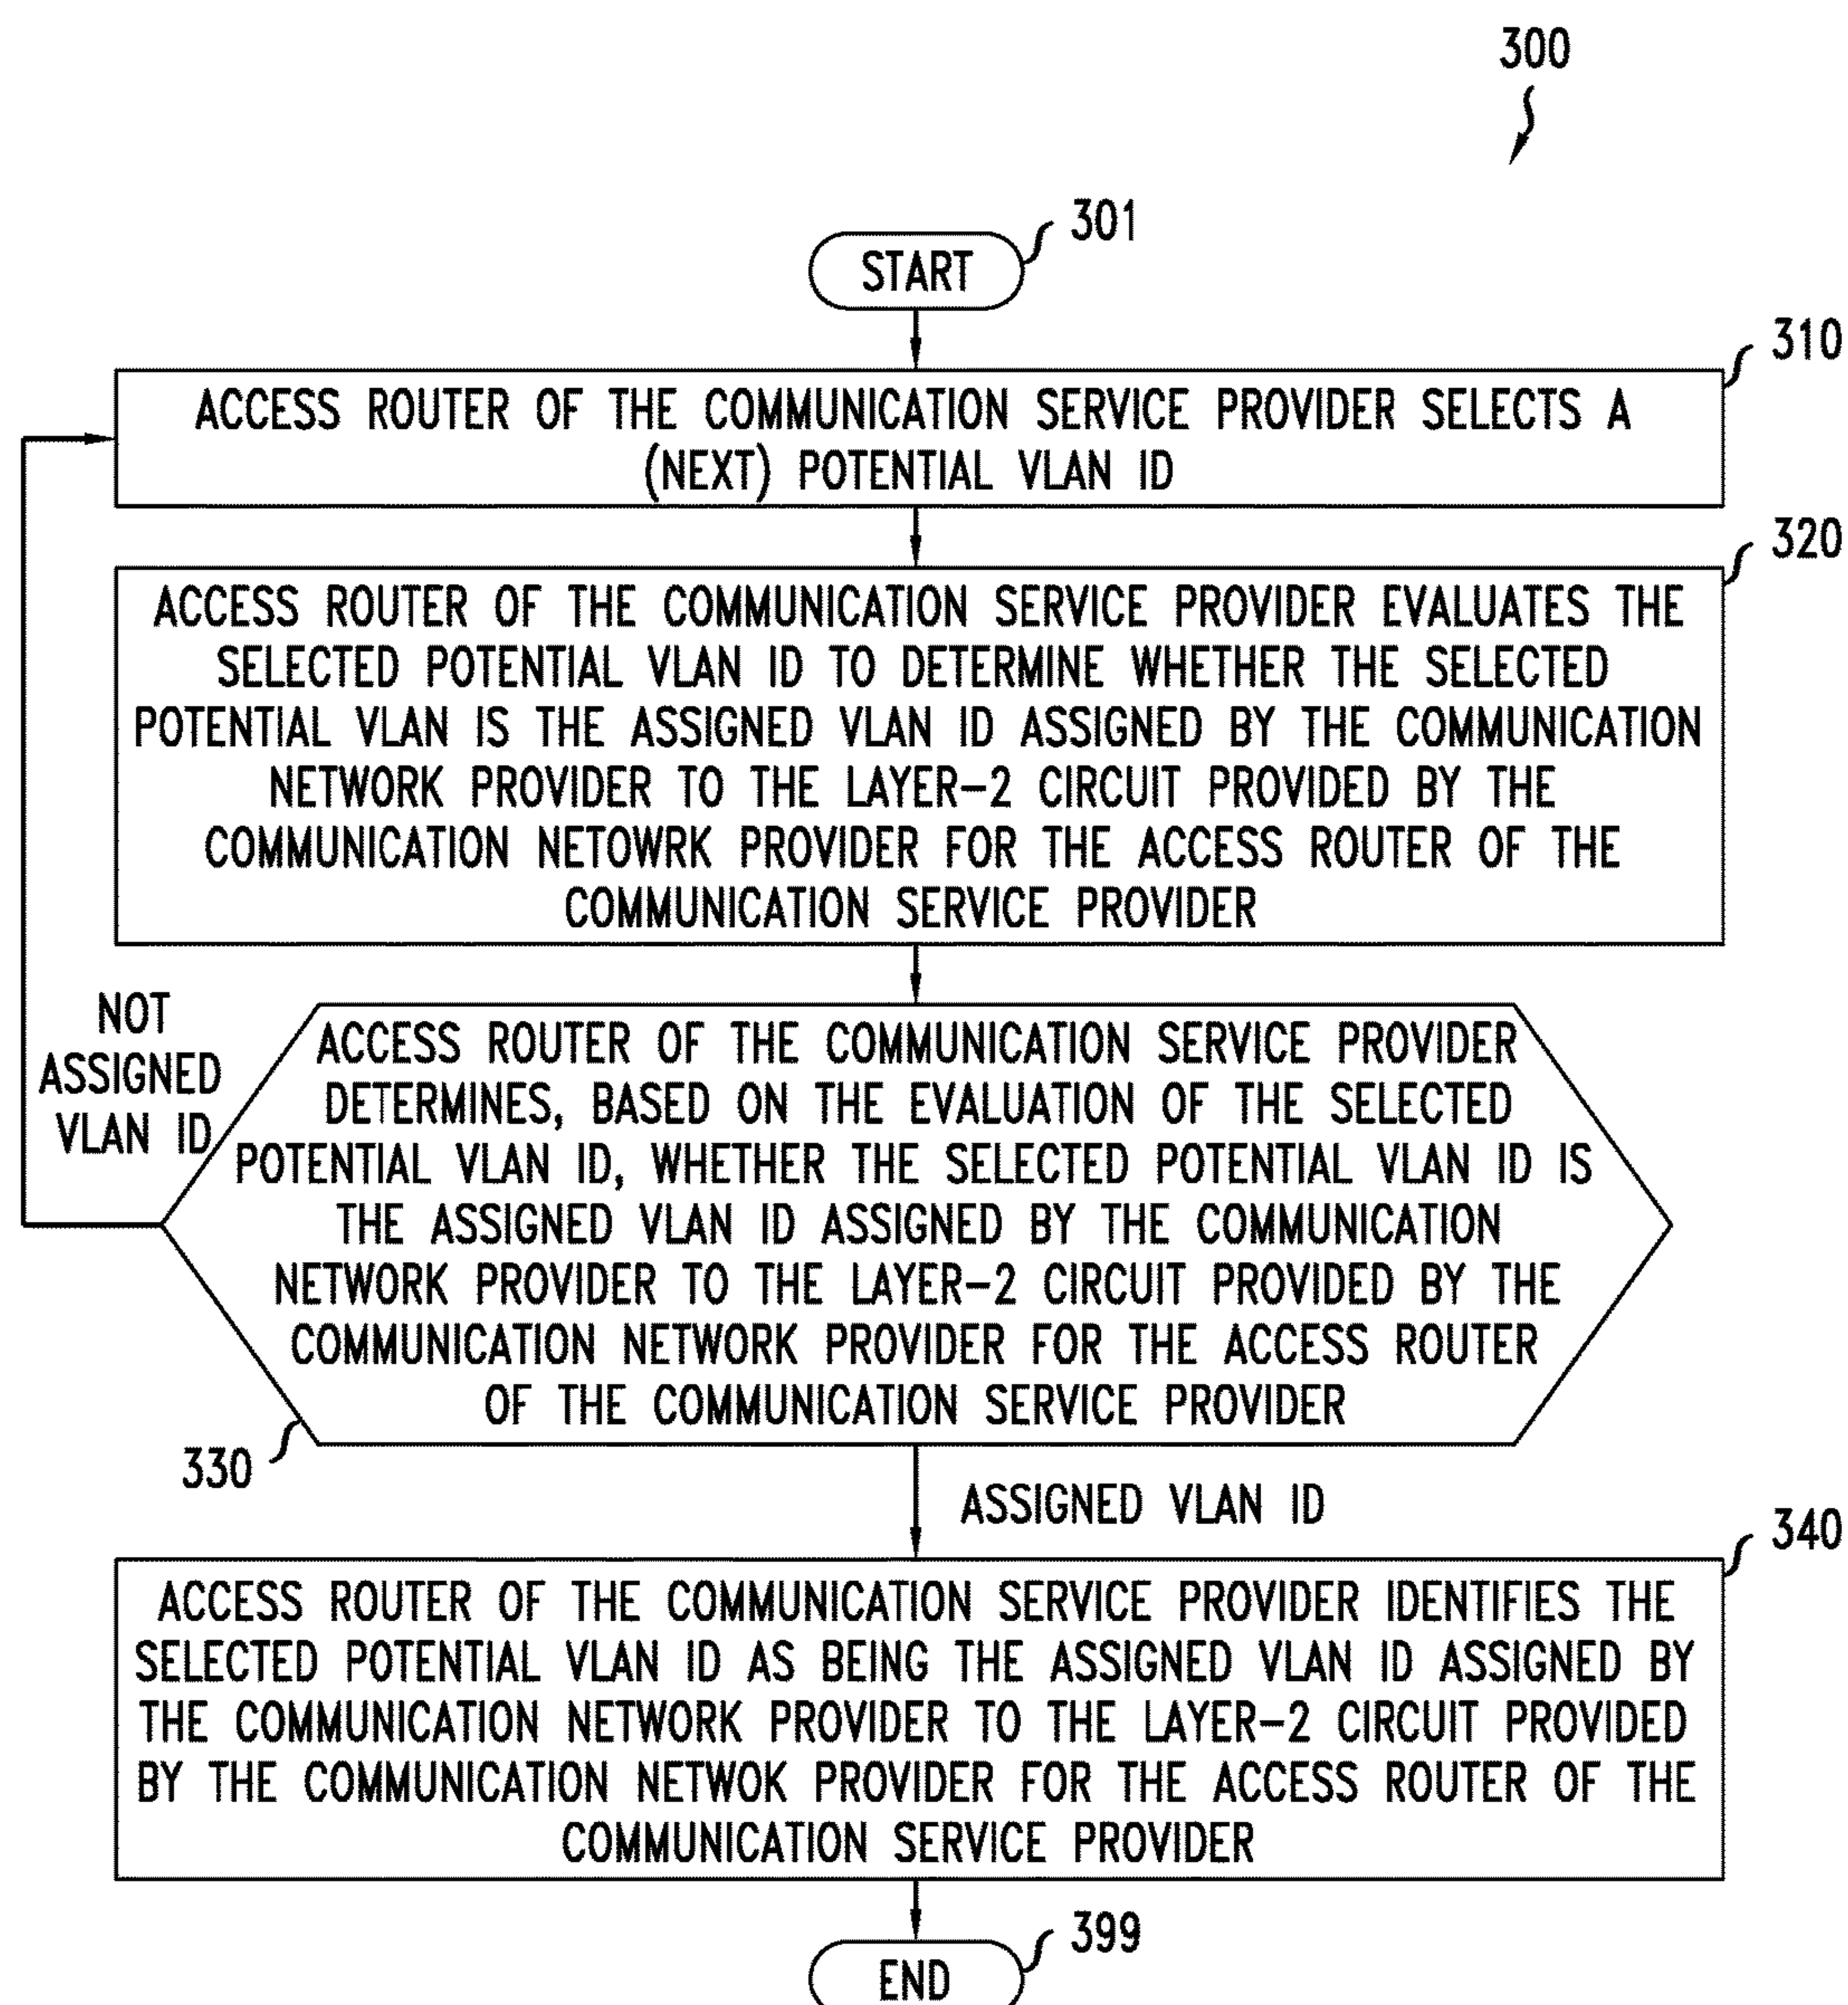 300
301
START
310
ACCESS ROUTER OF THE COMMUNICATION SERVICE PROVIDER SELECTS A
(NEXT) POTENTIAL VLAN ID
320
ACCESS ROUTER OF THE COMMUNICATION SERVICE PROVIDER EVALUATES THE
SELECTED POTENTIAL VLAN ID TO DETERMINE WHETHER THE SELECTED
POTENTIAL VLAN IS THE ASSIGNED VLAN ID ASSIGNED BY THE COMMUNICATION
NETWORK PROVIDER TO THE LAYER-2 CIRCUIT PROVIDED BY THE
COMMUNICATION NETOWRK PROVIDER FOR THE ACCESS ROUTER OF THE
COMMUNICATION SERVICE PROVIDER
NOT
ASSIGNED
VLAN ID
ACCESS ROUTER OF THE COMMUNICATION SERVICE PROVIDER
DETERMINES, BASED ON THE EVALUATION OF THE SELECTED
POTENTIAL VLAN ID, WHETHER THE SELECTED POTENTIAL VLAN ID IS
THE ASSIGNED VLAN ID ASSIGNED BY THE COMMUNICATION
NETWORK PROVIDER TO THE LAYER-2 CIRCUIT PROVIDED BY THE
COMMUNICATION NETWORK PROVIDER FOR THE ACCESS ROUTER
OF THE COMMUNICATION SERVICE PROVIDER
330
ASSIGNED VLAN ID
340
ACCESS ROUTER OF THE COMMUNICATION SERVICE PROVIDER IDENTIFIES THE
SELECTED POTENTIAL VLAN ID AS BEING THE ASSIGNED VLAN ID ASSIGNED BY
THE COMMUNICATION NETWORK PROVIDER TO THE LAYER-2 CIRCUIT PROVIDED
BY THE COMMUNICATION NETWOK PROVIDER FOR THE ACCESS ROUTER OF THE
COMMUNICATION SERVICE PROVIDER
399
END